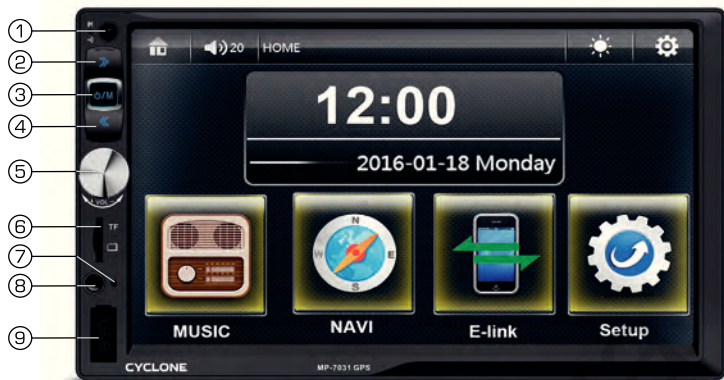 1
2
3
4
5
6
7
8
9
IR
⏻/M
VOL
TF
20 HOME
12:00
2016-01-18 Monday
N
W E
S
MUSIC NAVI E-link Setup
CYCLONE MP-7031 GPS